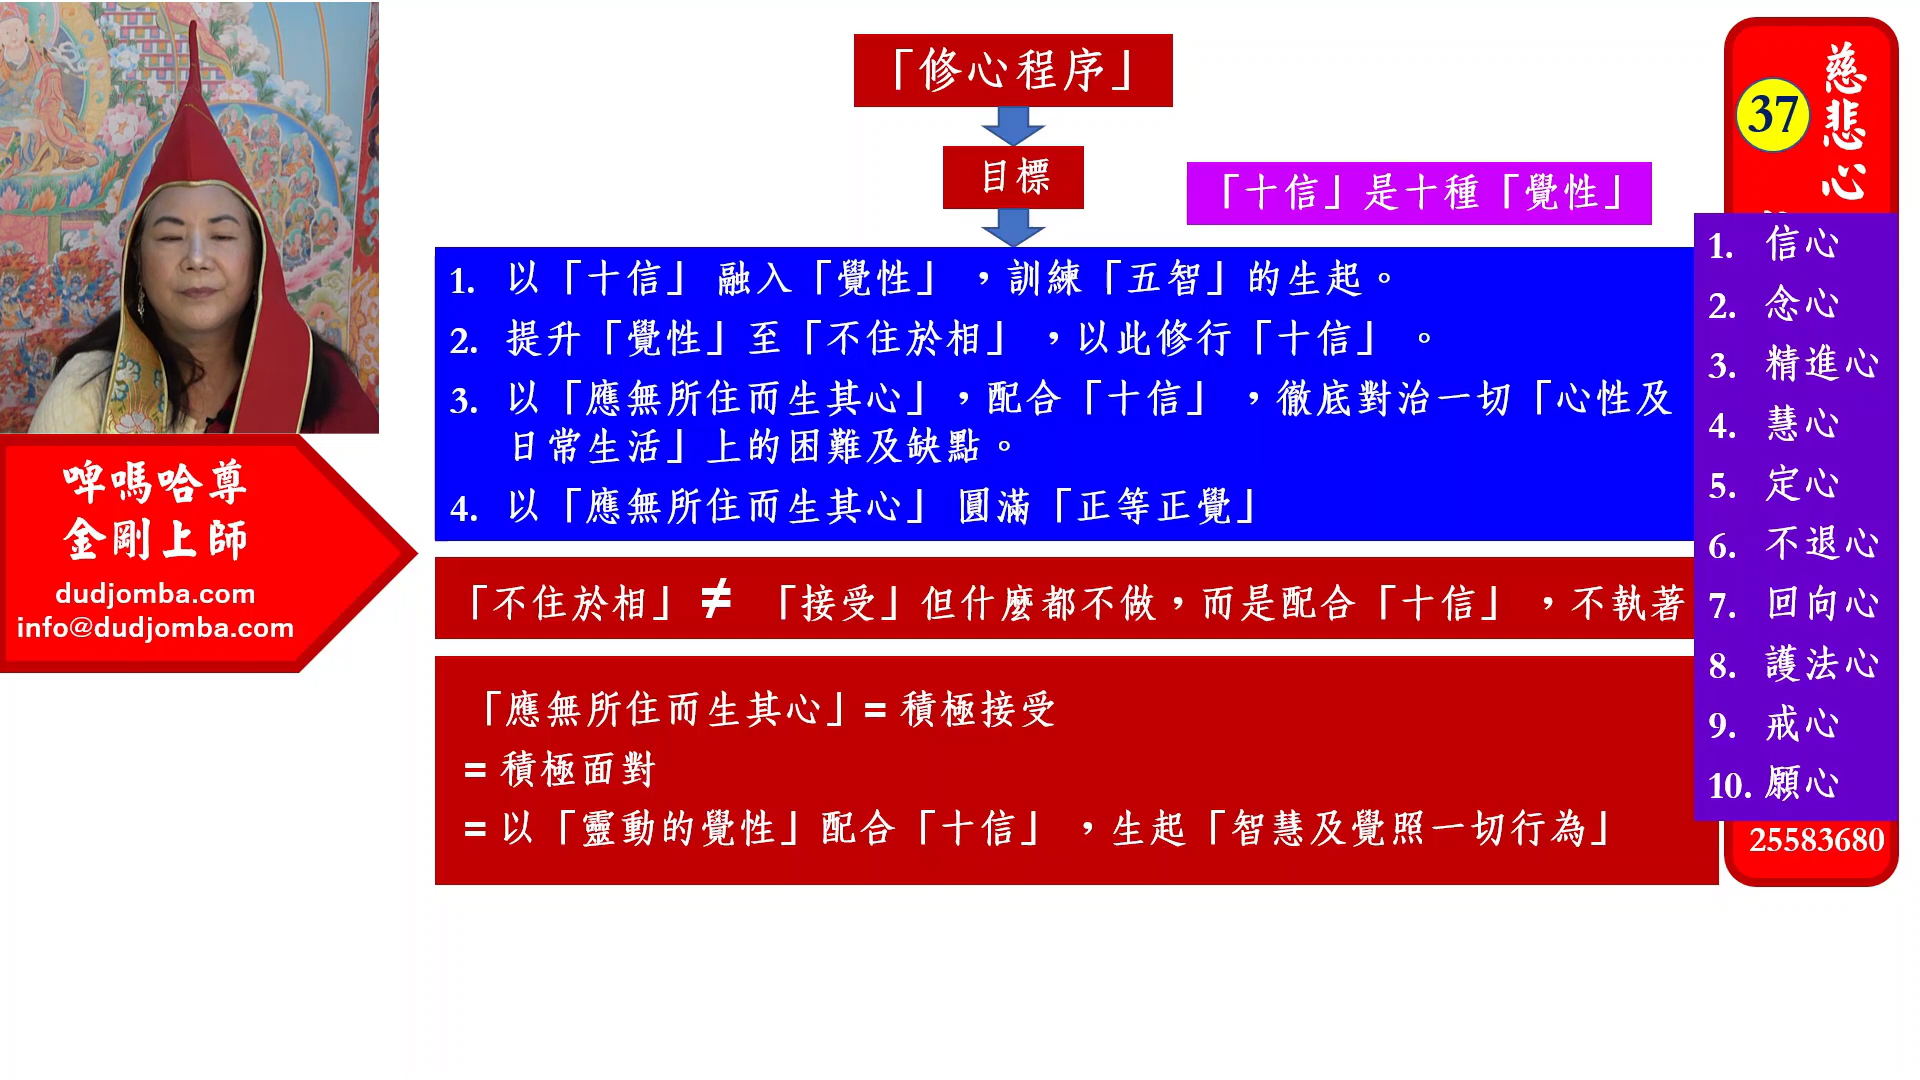 「修心程序」
目標
「十信」是十種「覺性」
1. 以「十信」 融入「覺性」 ，訓練「五智」的生起。
2. 提升「覺性」至「不住於相」 ，以此修行「十信」 。
3. 以「應無所住而生其心」，配合「十信」 ，徹底對治一切「心性及
日常生活」上的困難及缺點。
4. 以「應無所住而生其心」 圓滿「正等正覺」
「不住於相」 ≠ 「接受」但什麼都不做，而是配合「十信」 ，不執著
「應無所住而生其心」= 積極接受
= 積極面對
= 以「靈動的覺性」配合「十信」 ，生起「智慧及覺照一切行為」
啤嗎哈尊
金剛上師
dudjomba.com
info@dudjomba.com
慈悲心
37
1. 信心
2. 念心
3. 精進心
4. 慧心
5. 定心
6. 不退心
7. 回向心
8. 護法心
9. 戒心
10. 願心
25583680